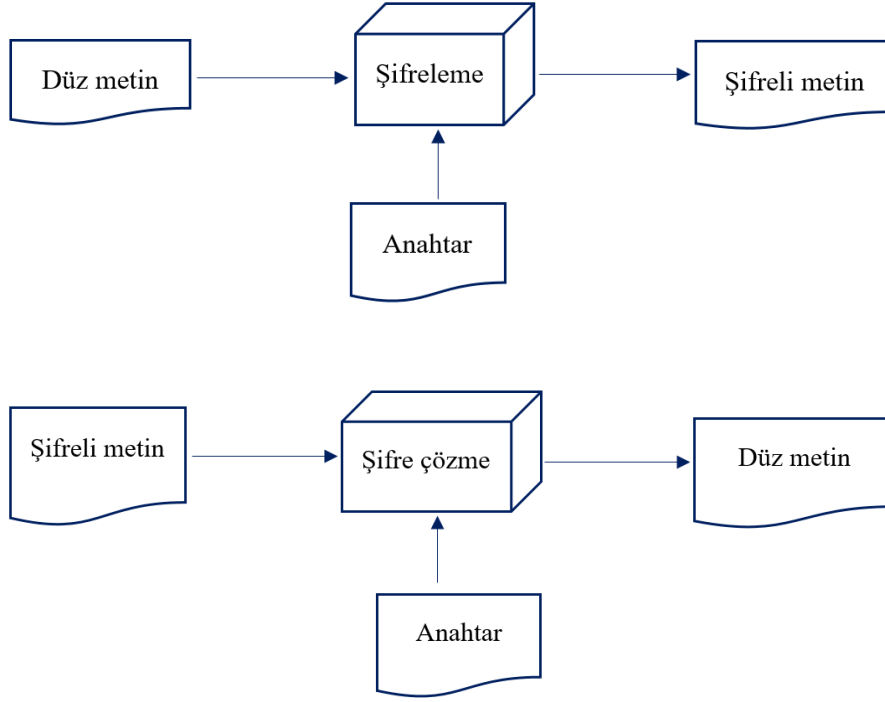 Düz metin
Şifreleme
Şifreli metin
Anahtar
Şifreli metin
Şifre çözme
Düz metin
Anahtar